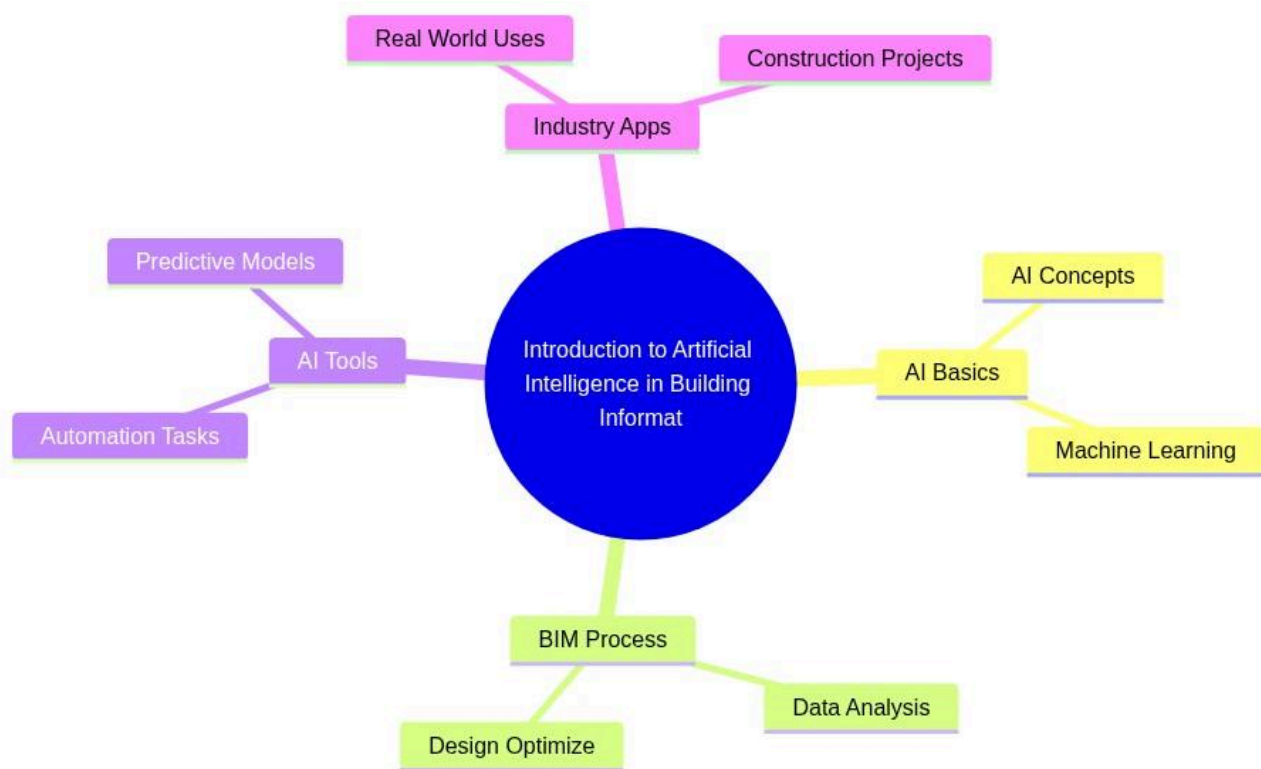 Real World Uses
Construction Projects
Industry Apps
Predictive Models
AI Concepts
Introduction to Artificial
Intelligence in Building
Informat
AI Tools
AI Basics
Automation Tasks
Machine Learning
BIM Process
Data Analysis
Design Optimize